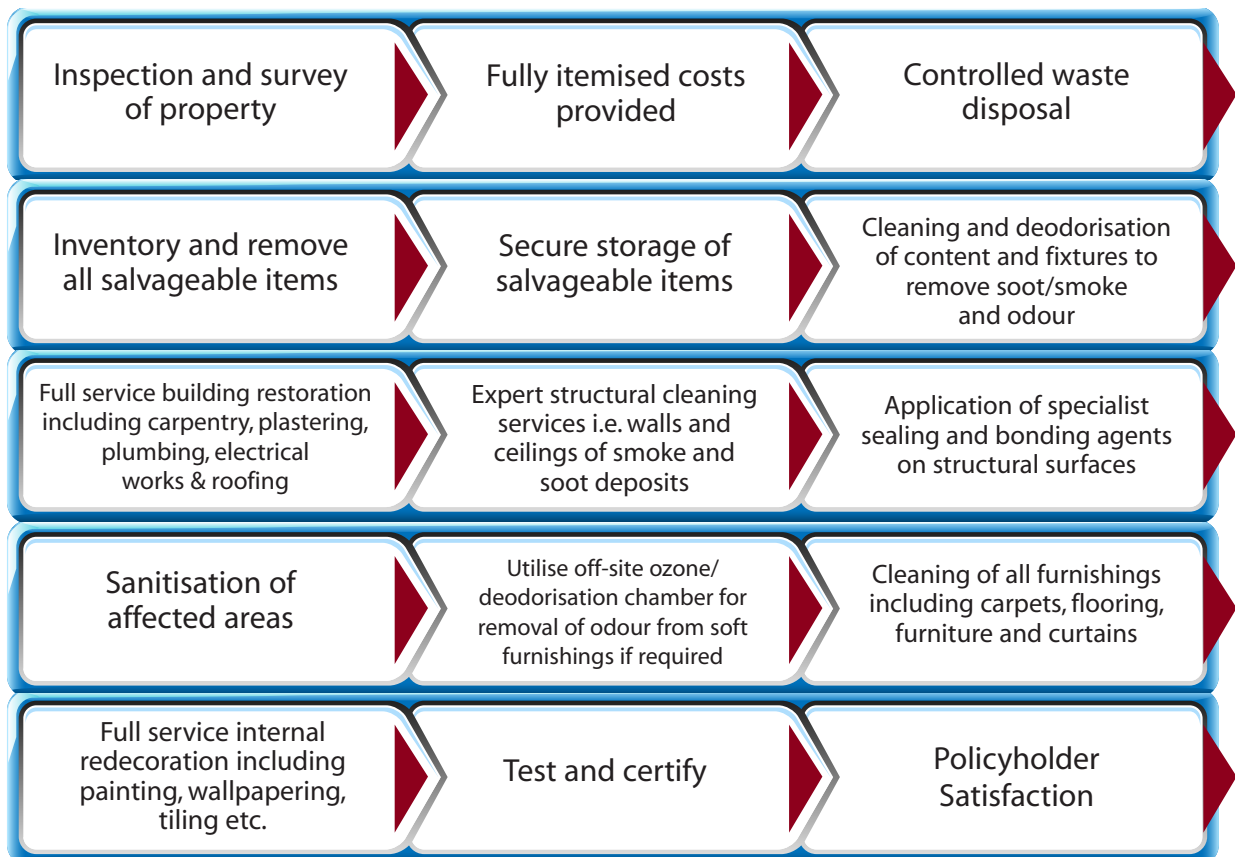 Inspection and survey
of property
Fully itemised costs
provided
Controlled waste
disposal
Inventory and remove
all salvageable items
Secure storage of
salvageable items
Cleaning and deodorisation
of content and fixtures to
remove soot/smoke
and odour
Full service building restoration
including carpentry, plastering,
plumbing, electrical
works & roofing
Expert structural cleaning
services i.e. walls and
ceilings of smoke and
soot deposits
Application of specialist
sealing and bonding agents
on structural surfaces
Sanitisation of
affected areas
Utilise off-site ozone/
deodorisation chamber for
removal of odour from soft
furnishings if required
Cleaning of all furnishings
including carpets, flooring,
furniture and curtains
Full service internal
redecoration including
painting, wallpapering,
tiling etc.
Test and certify
Policyholder
Satisfaction